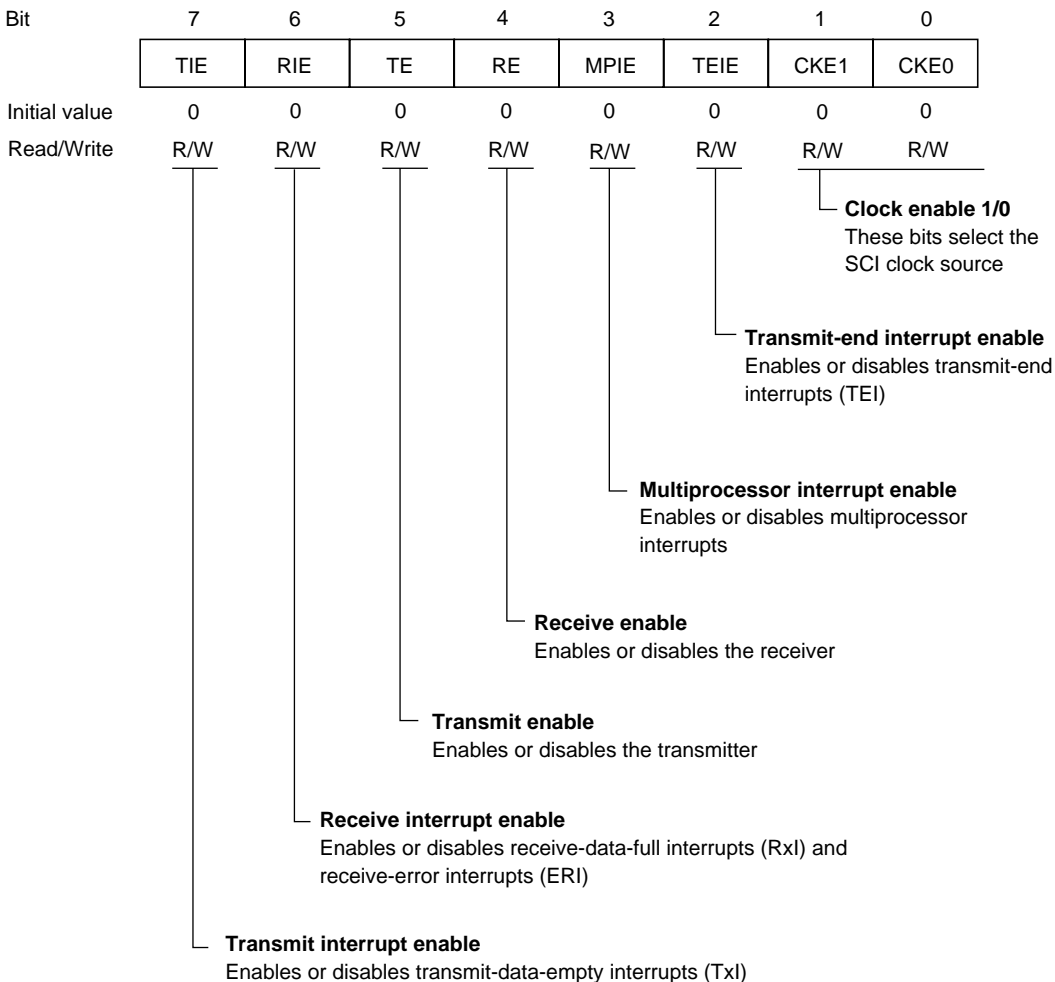 Bit 7 6 5 4 3 2 1 0
TIE RIE TE RE MPIE TEIE CKE1 CKE0
Initial value 0 0 0 0 0 0 0 0
Read/Write R/W R/W R/W R/W R/W R/W R/W R/W
Clock enable 1/0
These bits select the
SCI clock source
Transmit-end interrupt enable
Enables or disables transmit-end
interrupts (TEI)
Multiprocessor interrupt enable
Enables or disables multiprocessor
interrupts
Receive enable
Enables or disables the receiver
Transmit enable
Enables or disables the transmitter
Receive interrupt enable
Enables or disables receive-data-full interrupts (RxI) and
receive-error interrupts (ERI)
Transmit interrupt enable
Enables or disables transmit-data-empty interrupts (TxI)